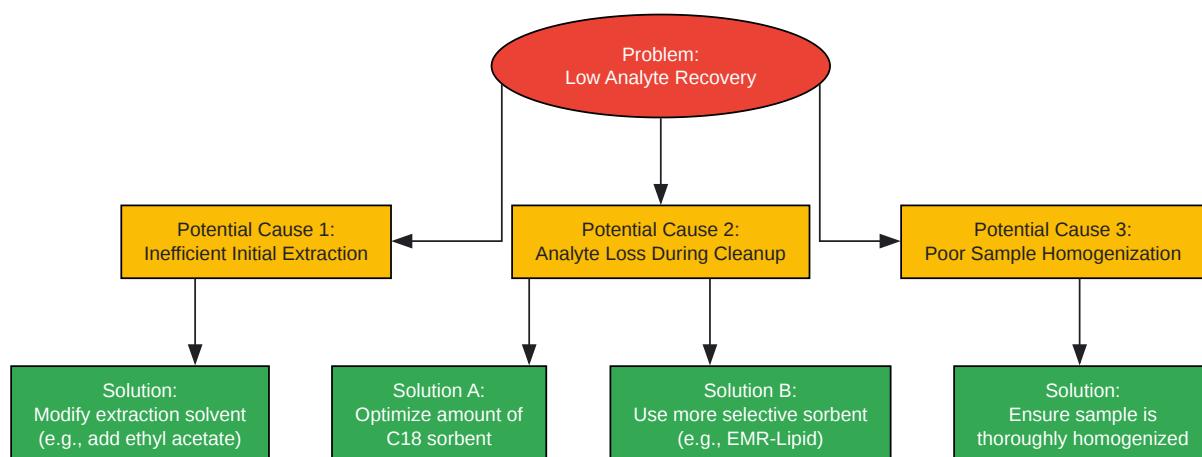 Problem:
Low Analyte Recovery
Potential Cause 1:
Inefficient Initial Extraction
Potential Cause 2:
Analyte Loss During Cleanup
Potential Cause 3:
Poor Sample Homogenization
Solution:
Modify extraction solvent
(e.g., add ethyl acetate)
Solution A:
Optimize amount of
C18 sorbent
Solution B:
Use more selective sorbent
(e.g., EMR-Lipid)
Solution:
Ensure sample is
thoroughly homogenized